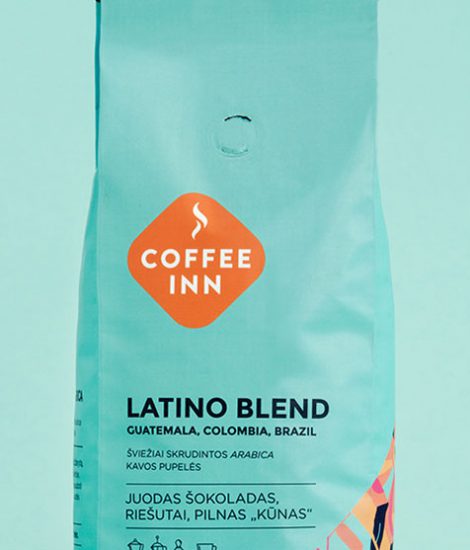 COFFEE
INN
LATINO BLEND
GUATEMALA, COLOMBIA, BRAZIL
ŠVIEŽIAI SKRUDINTOS ARABICA
KAVOS PUPELĖS
JUODAS ŠOKOLADAS,
RIEŠUTAI, PILNAS „KŪNAS“